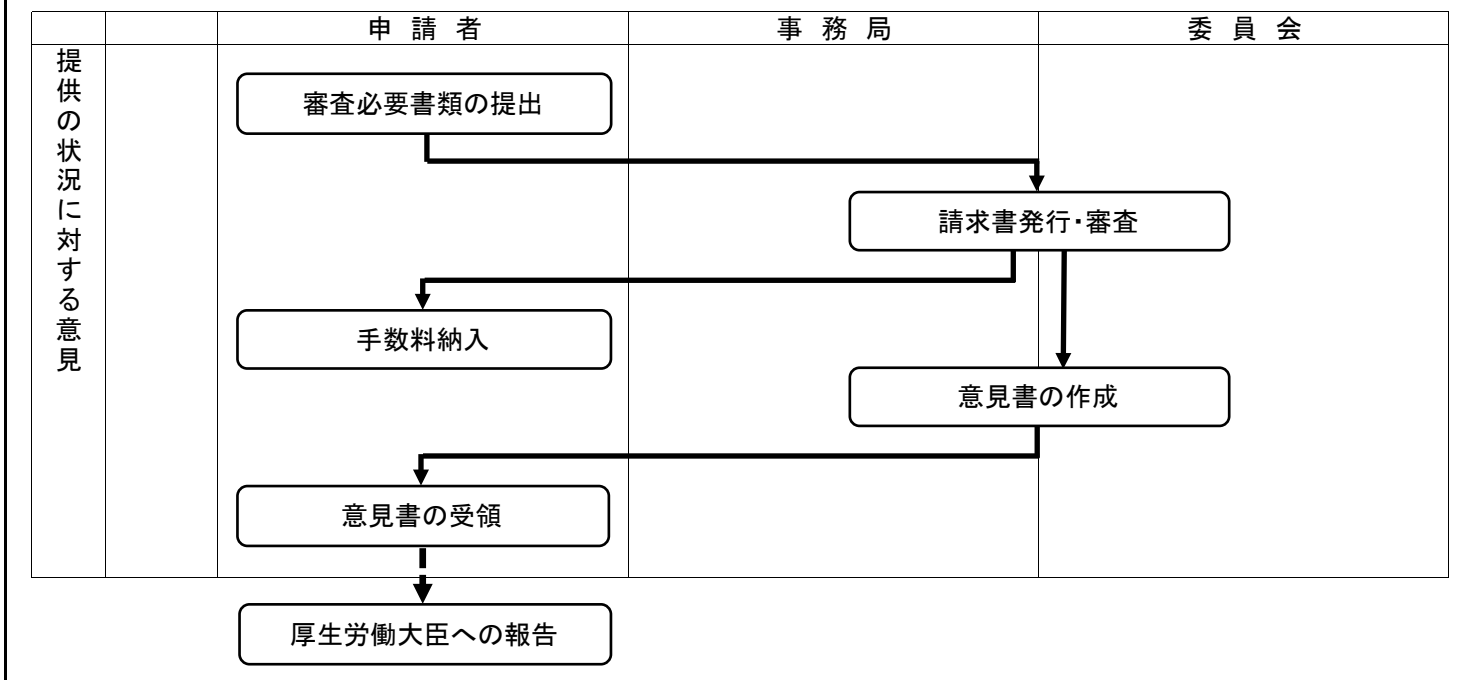 申請者
事務局
委員会
提供の状況に対する意見
審査必要書類の提出
請求書発行・審査
手数料納入
意見書の作成
意見書の受領
厚生労働大臣への報告